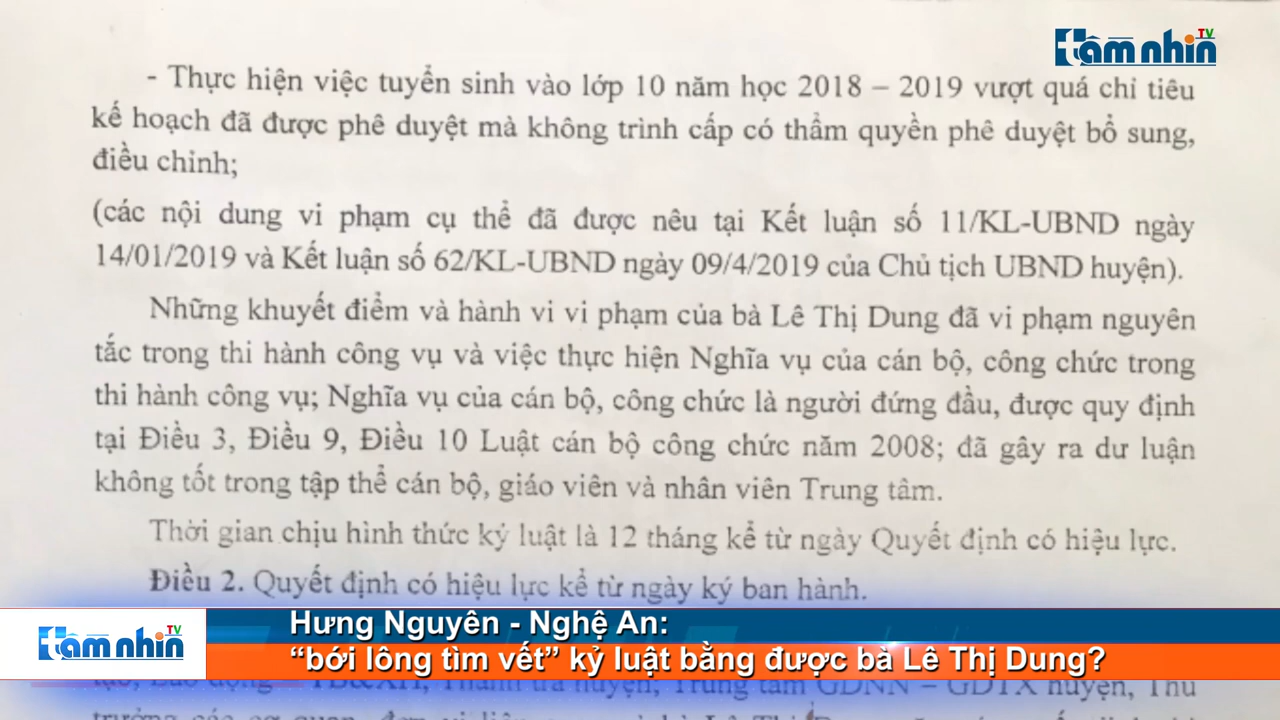 tầm nhìn TV
- Thực hiện việc tuyển sinh vào lớp 10 năm học 2018 – 2019 vượt quá chỉ tiêu
kế hoạch đã được phê duyệt mà không trình cấp có thẩm quyền phê duyệt bổ sung,
điều chỉnh;
(các nội dung vi phạm cụ thể đã được nêu tại Kết luận số 11/KL-UBND ngày
14/01/2019 và Kết luận số 62/KL-UBND ngày 09/4/2019 của Chủ tịch UBND huyện).
Những khuyết điểm và hành vi vi phạm của bà Lê Thị Dung đã vi phạm nguyên
tắc trong thi hành công vụ và việc thực hiện Nghĩa vụ của cán bộ, công chức trong
thi hành công vụ; Nghĩa vụ của cán bộ, công chức là người đứng đầu, được quy định
tại Điều 3, Điều 9, Điều 10 Luật cán bộ công chức năm 2008; đã gây ra dư luận
không tốt trong tập thể cán bộ, giáo viên và nhân viên Trung tâm.
Thời gian chịu hình thức kỷ luật là 12 tháng kể từ ngày Quyết định có hiệu lực.
Điều 2. Quyết định có hiệu lực kể từ ngày ký ban hành.
Hưng Nguyên - Nghệ An:
tầm nhìn TV
“bới lông tìm vết” kỷ luật bằng được bà Lê Thị Dung?
huyện; Trung tâm GDNN – GDTX huyện, Thủ